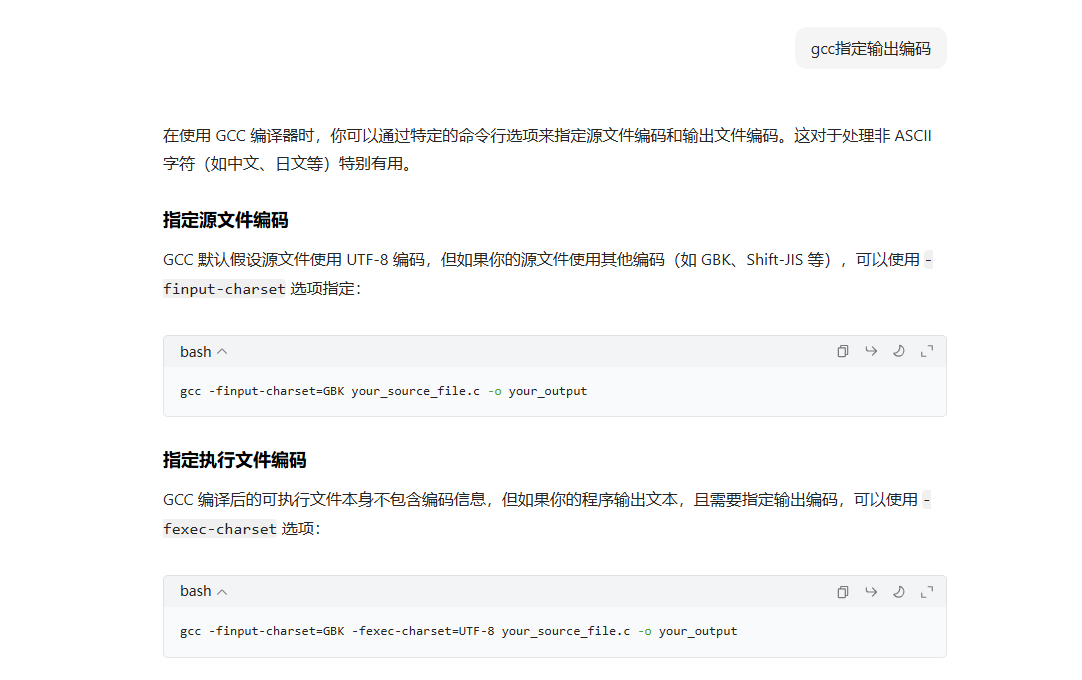 gcc指定输出编码
在使用 GCC 编译器时，你可以通过特定的命令行选项来指定源文件编码和输出文件编码。这对于处理非 ASCII
字符（如中文、日文等）特别有用。
指定源文件编码
GCC 默认假设源文件使用 UTF-8 编码，但如果你的源文件使用其他编码（如 GBK、Shift-JIS 等），可以使用 -
finput-charset 选项指定：
bash
gcc -finput-charset=GBK your_source_file.c -o your_output
指定执行文件编码
GCC 编译后的可执行文件本身不包含编码信息，但如果你的程序输出文本，且需要指定输出编码，可以使用 -
fexec-charset 选项：
bash
gcc -finput-charset=GBK -fexec-charset=UTF-8 your_source_file.c -o your_output